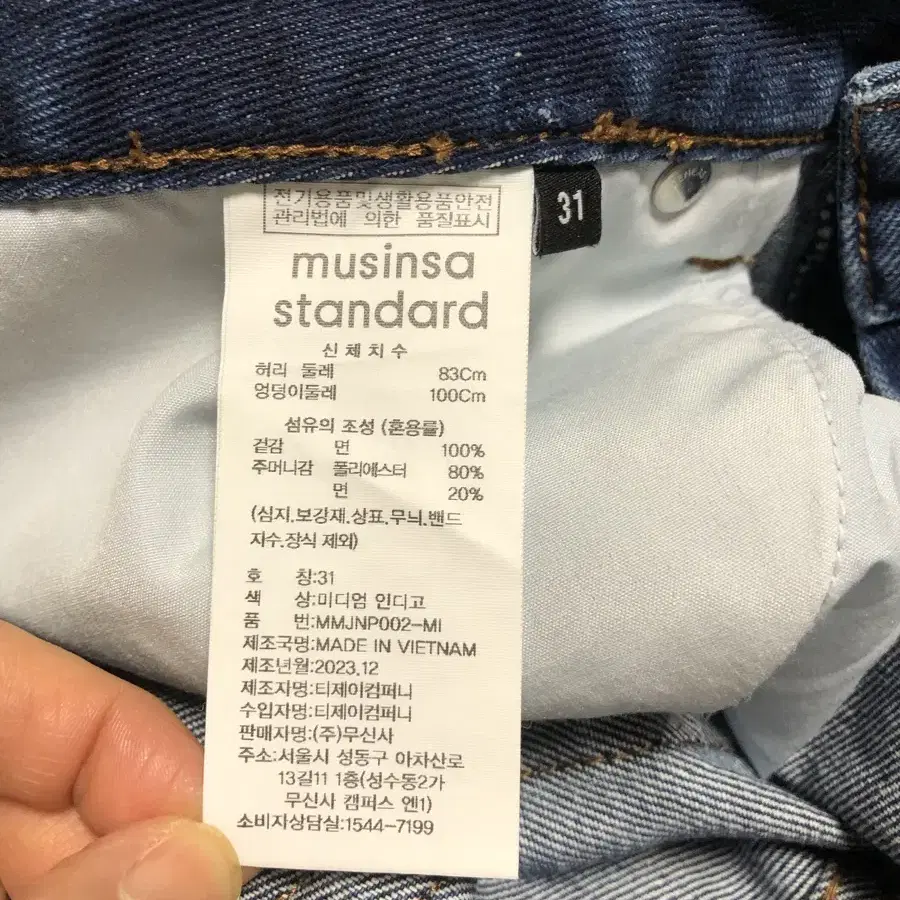 전기용품및생활용품안전
관리법에 의한 품질표시
31
musinsa
standard
신체치수
허리 둘레 83Cm
엉덩이둘레 100Cm
섬유의 조성 (혼용률)
겉감 면 100%
주머니감 폴리에스터 80%
면 20%
(심지.보강재.상표.무늬.밴드
자수.장식 제외)
호 칭:31
색 상:미디엄 인디고
품 번:MMJNP002-MI
제조국명:MADE IN VIETNAM
제조년월:2023.12
제조자명:티제이컴퍼니
수입자명:티제이컴퍼니
판매자명:(주)무신사
주소:서울시 성동구 아차산로
13길11 1층(성수동2가
무신사 캠퍼스 엔1)
소비자상담실:1544-7199